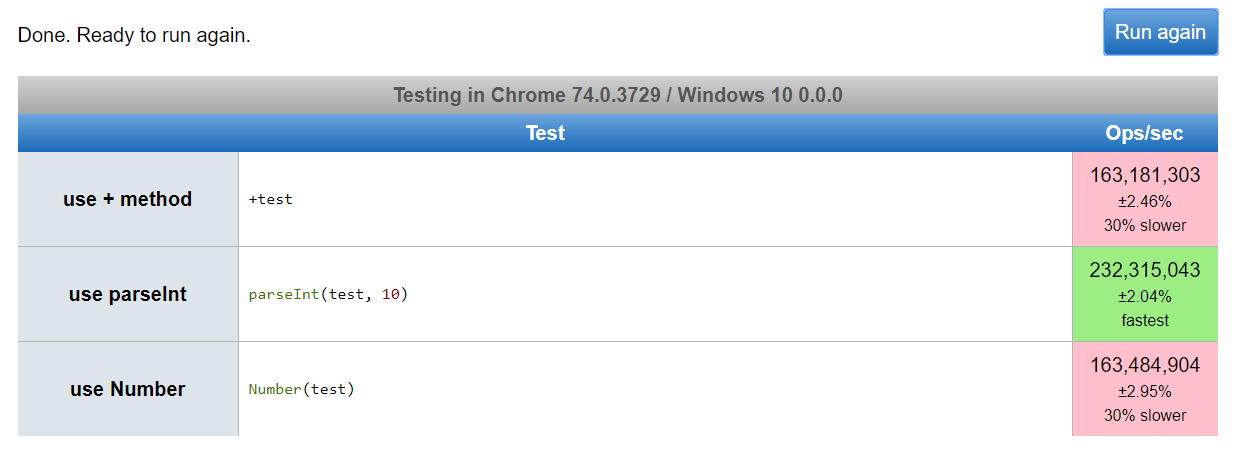 Done. Ready to run again.
Run again
Testing in Chrome 74.0.3729 / Windows 10 0.0.0
Test Ops/sec
use + method +test 163,181,303
±2.46%
30% slower
use parseInt parseInt(test, 10) 232,315,043
±2.04%
fastest
use Number Number(test) 163,484,904
±2.95%
30% slower